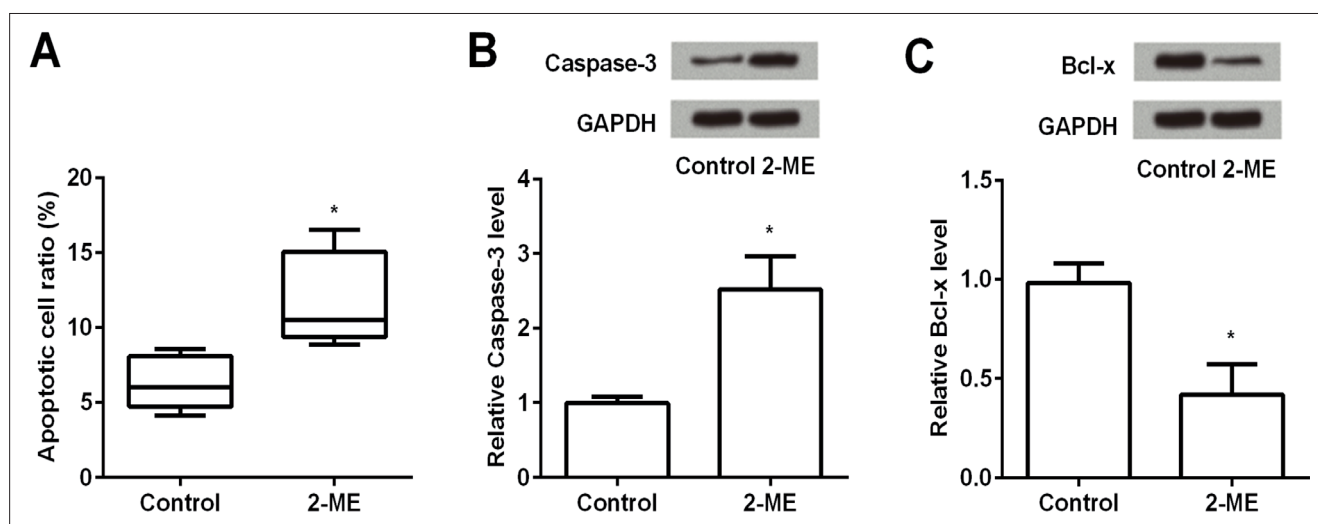 A
Apoptotic cell ratio (%)
20
15
10
5
0
*
Control
2-ME
B
Caspase-3
GAPDH
Control 2-ME
Relative Caspase-3 level
4
3
2
1
0
*
Control
2-ME
C
Bcl-x
GAPDH
Control 2-ME
Relative Bcl-x level
1.5
1.0
0.5
0.0
*
Control
2-ME